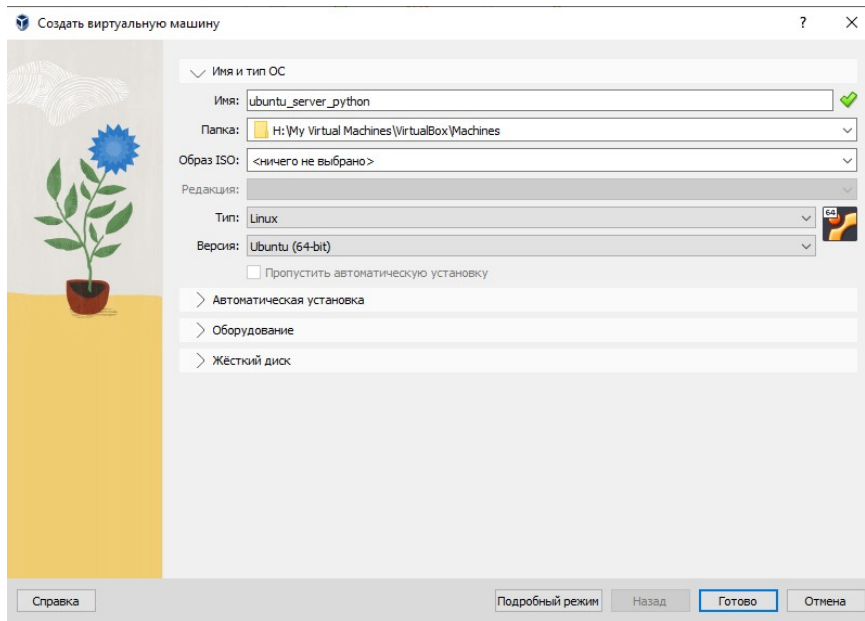 Создать виртуальную машину ? ×
Имя и тип ОС
Имя: ubuntu_server_python
Папка: H:\My Virtual Machines\VirtualBox\Machines
Образ ISO: <ничего не выбрано>
Редакция:
Тип: Linux 64
Версия: Ubuntu (64-bit)
Пропустить автоматическую установку
Автоматическая установка
Оборудование
Жёсткий диск
Справка Подробный режим Назад Готово Отмена